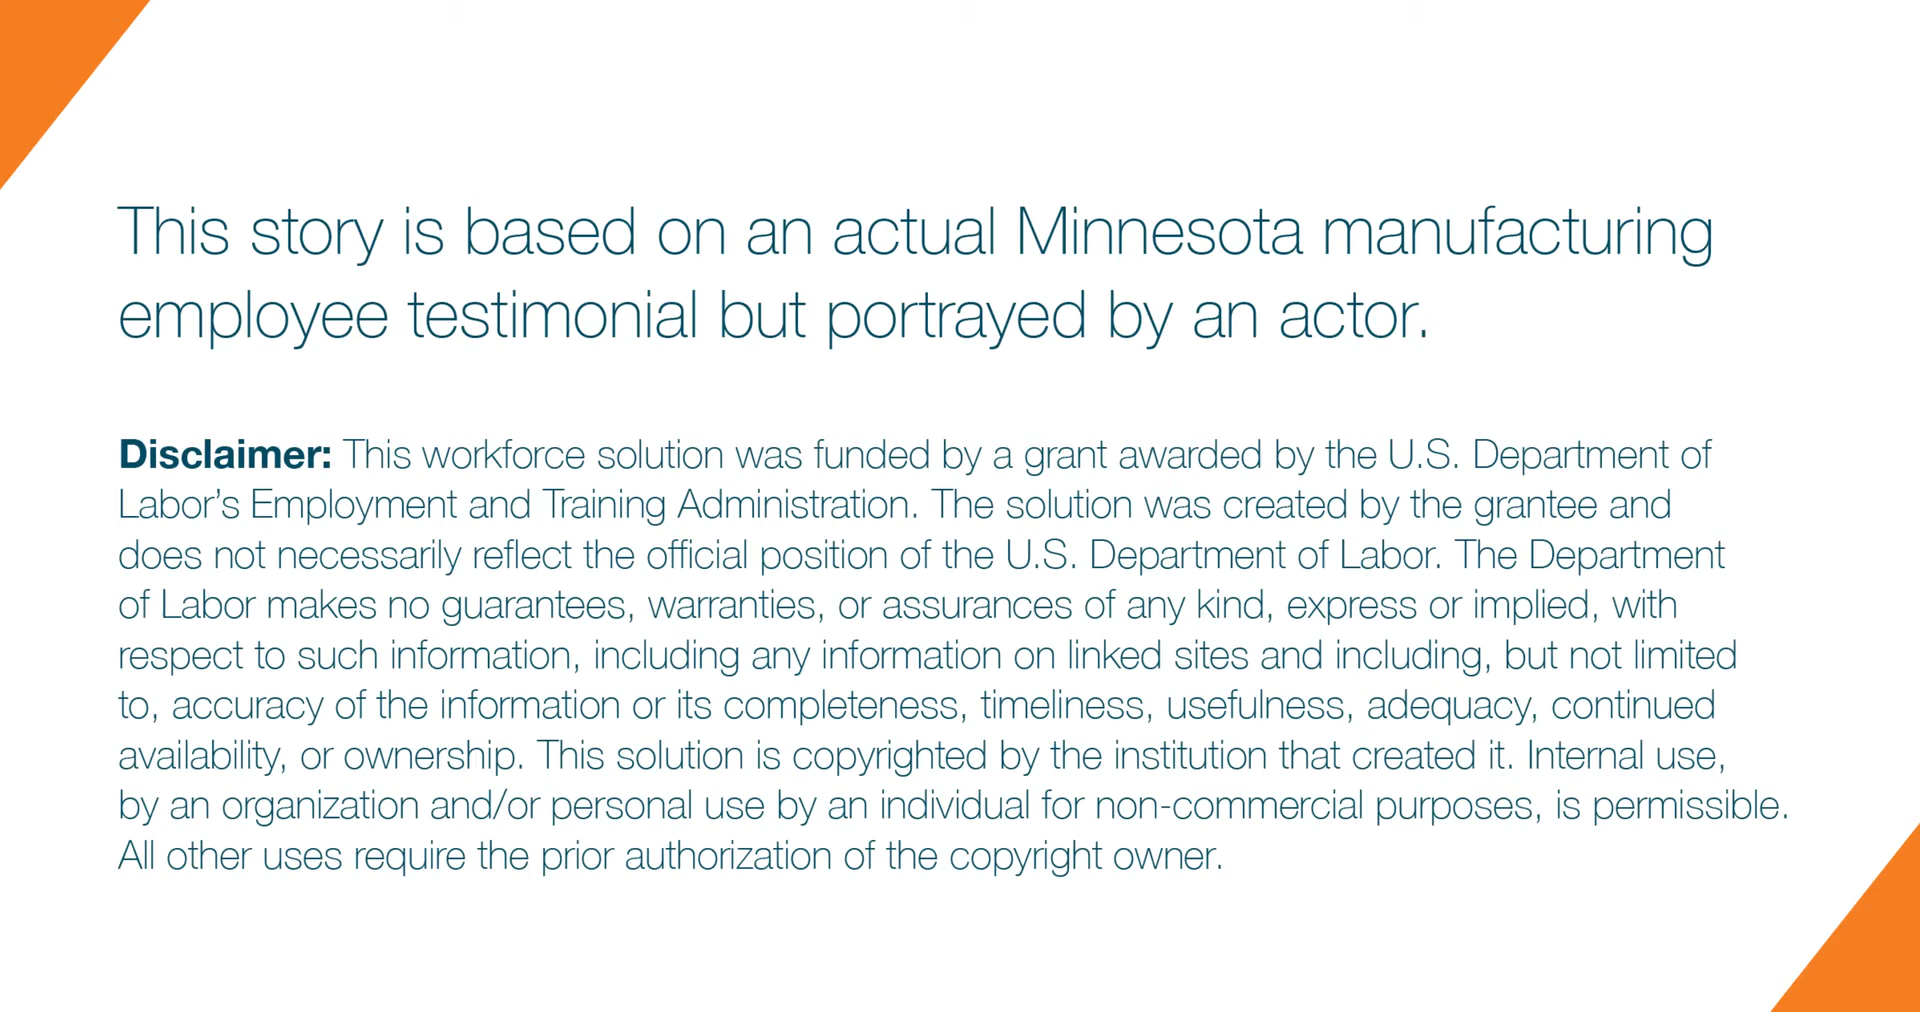 This story is based on an actual Minnesota manufacturing
employee testimonial but portrayed by an actor.
Disclaimer: This workforce solution was funded by a grant awarded by the U.S. Department of
Labor’s Employment and Training Administration. The solution was created by the grantee and
does not necessarily reflect the official position of the U.S. Department of Labor. The Department
of Labor makes no guarantees, warranties, or assurances of any kind, express or implied, with
respect to such information, including any information on linked sites and including, but not limited
to, accuracy of the information or its completeness, timeliness, usefulness, adequacy, continued
availability, or ownership. This solution is copyrighted by the institution that created it. Internal use,
by an organization and/or personal use by an individual for non-commercial purposes, is permissible.
All other uses require the prior authorization of the copyright owner.